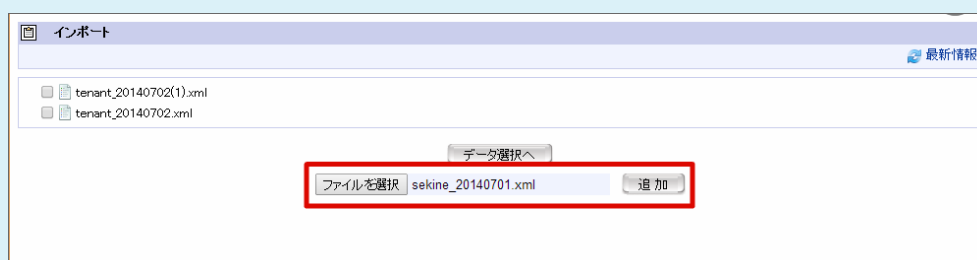 インポート
最新情報
tenant_20140702(1).xml
tenant_20140702.xml
データ選択へ
ファイルを選択 sekine_20140701.xml 追加